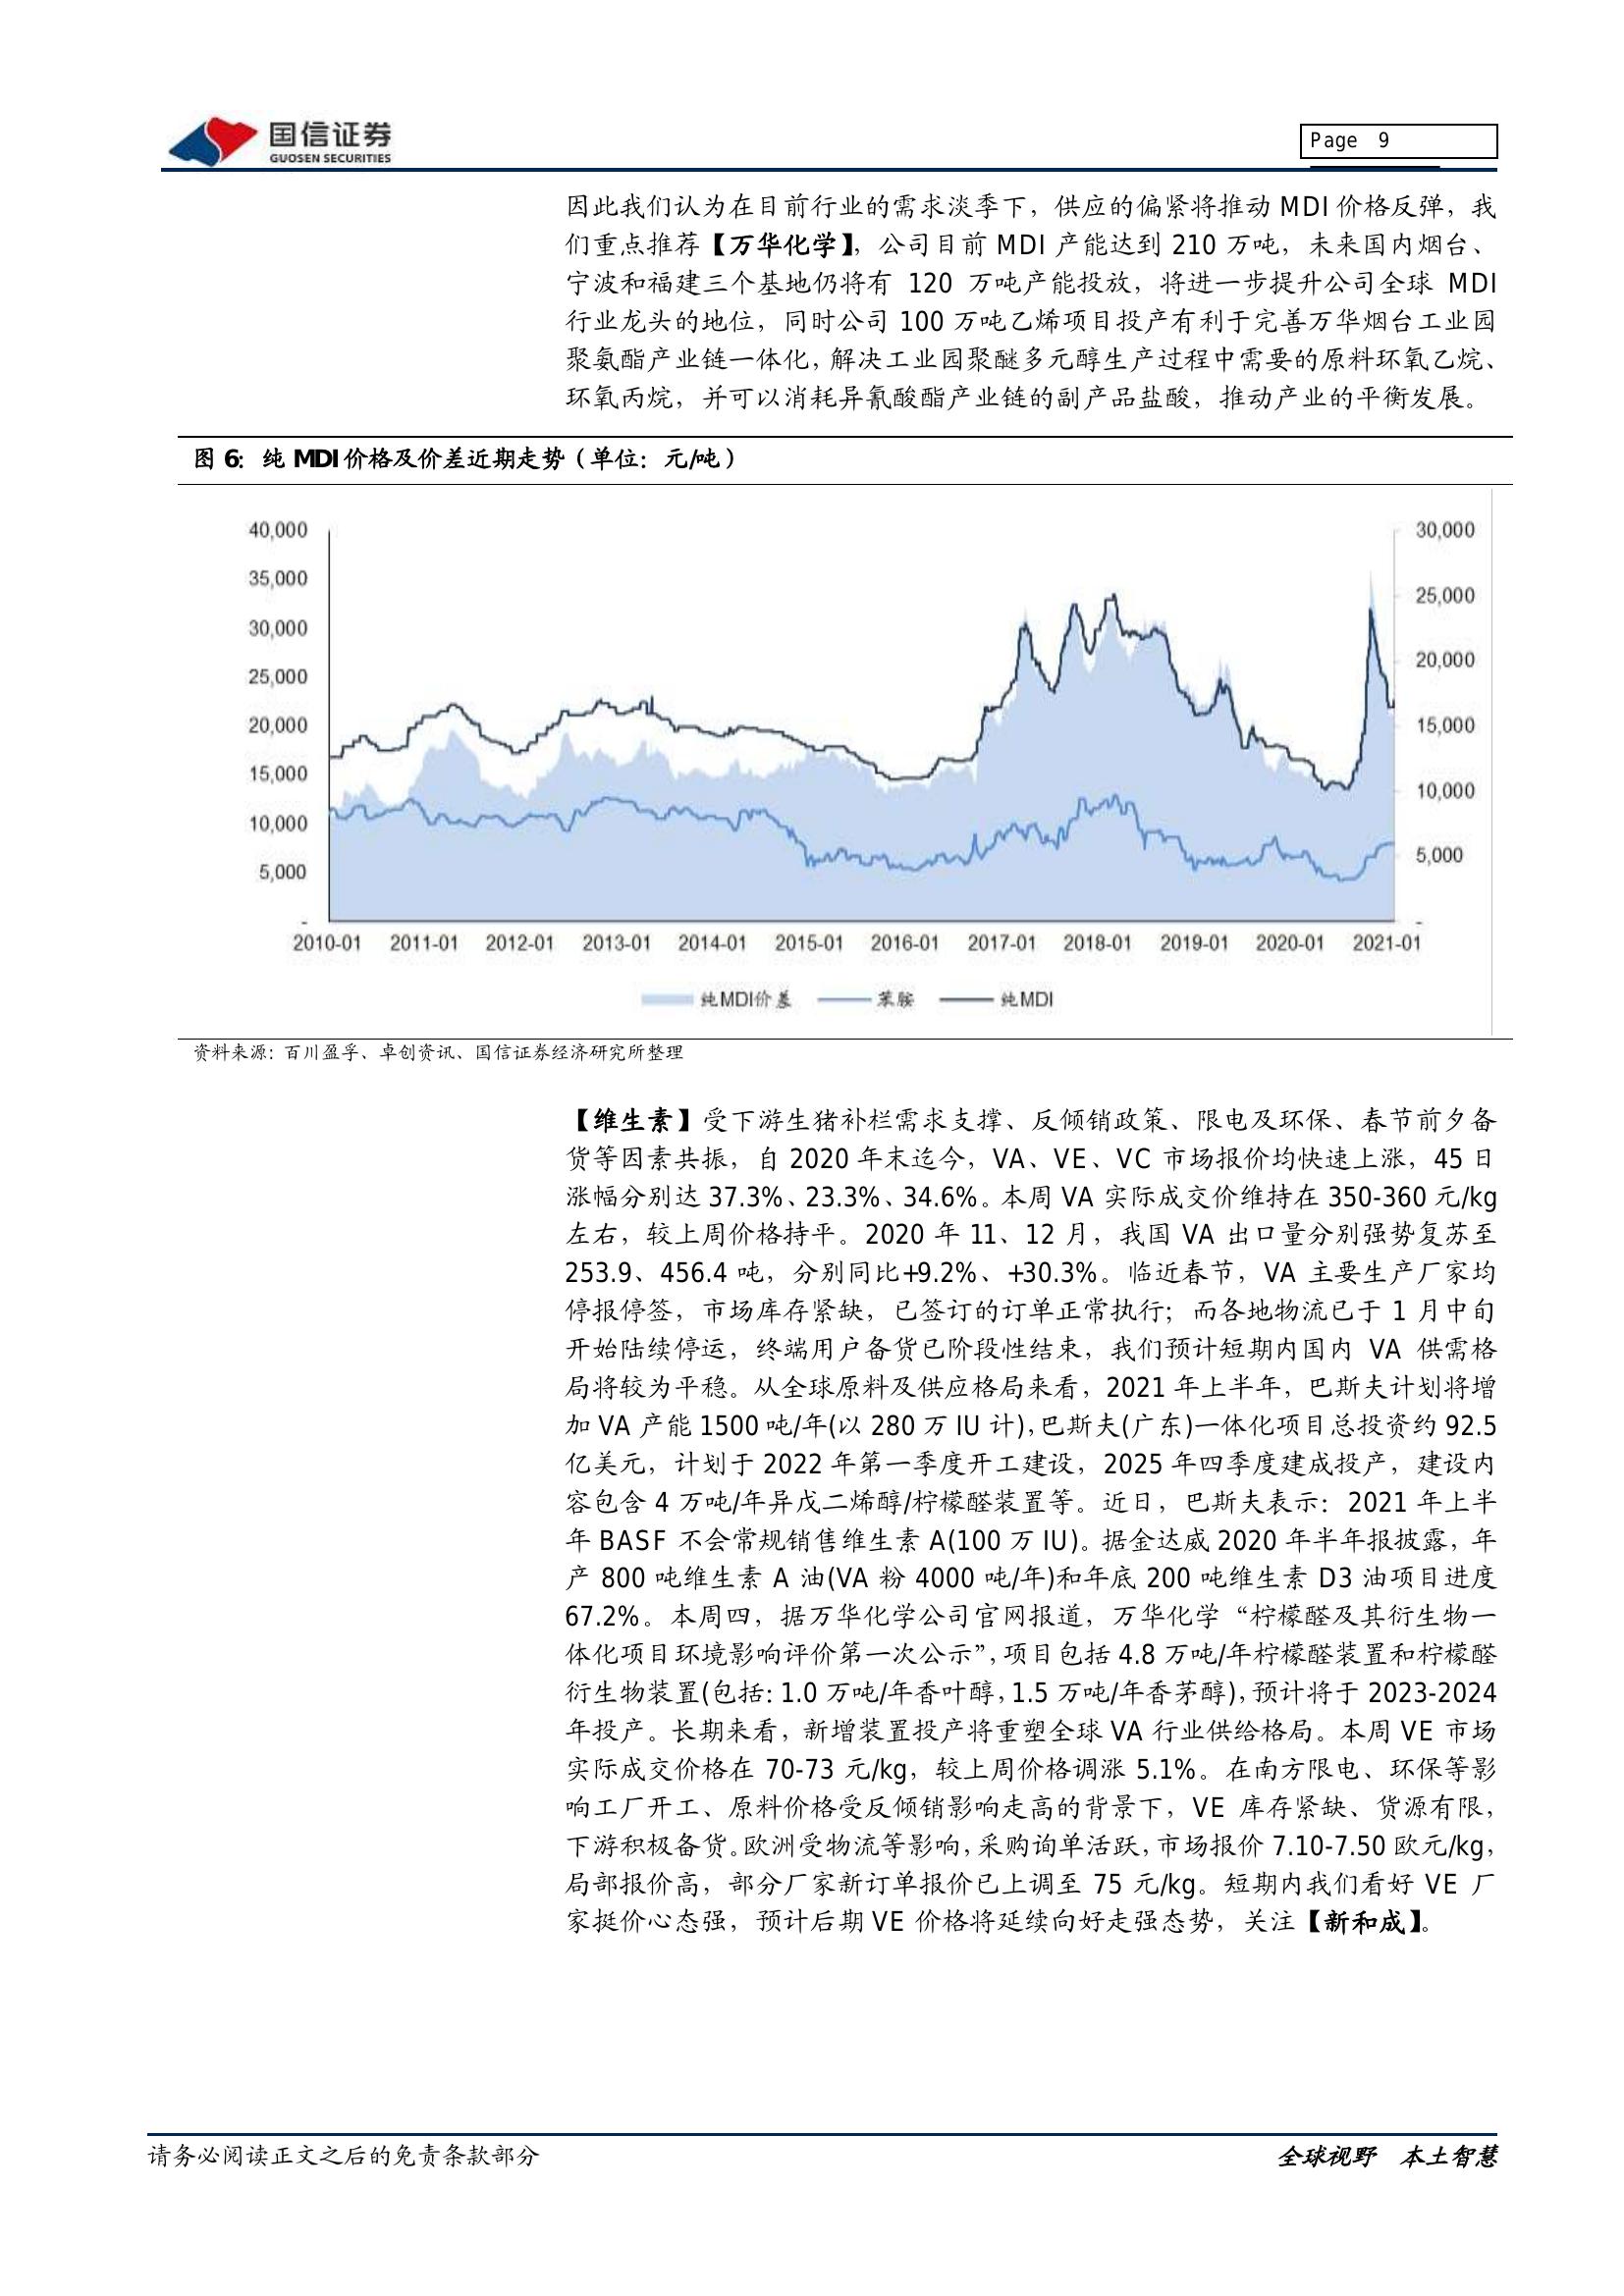 国信证券
GUOSEN SECURITIES
Page 9
因此我们认为在目前行业的需求淡季下，供应的偏紧将推动 MDI 价格反弹，我
们重点推荐【万华化学】，公司目前 MDI 产能达到 210 万吨，未来国内烟台、
宁波和福建三个基地仍将有 120 万吨产能投放，将进一步提升公司全球 MDI
行业龙头的地位，同时公司 100 万吨乙烯项目投产有利于完善万华烟台工业园
聚氨酯产业链一体化，解决工业园聚醚多元醇生产过程中需要的原料环氧乙烷、
环氧丙烷，并可以消耗异氰酸酯产业链的副产品盐酸，推动产业的平衡发展。
图 6：纯 MDI 价格及价差近期走势（单位：元/吨）
40,000
35,000
30,000
25,000
20,000
15,000
10,000
5,000
-
30,000
25,000
20,000
15,000
10,000
5,000
-
2010-01 2011-01 2012-01 2013-01 2014-01 2015-01 2016-01 2017-01 2018-01 2019-01 2020-01 2021-01
纯MDI价差 苯胺 纯MDI
资料来源：百川盈孚、卓创资讯、国信证券经济研究所整理
【维生素】受下游生猪补栏需求支撑、反倾销政策、限电及环保、春节前夕备
货等因素共振，自 2020 年末迄今，VA、VE、VC 市场报价均快速上涨，45 日
涨幅分别达 37.3%、23.3%、34.6%。本周 VA 实际成交价维持在 350-360 元/kg
左右，较上周价格持平。2020 年 11、12 月，我国 VA 出口量分别强势复苏至
253.9、456.4 吨，分别同比+9.2%、+30.3%。临近春节，VA 主要生产厂家均
停报停签，市场库存紧缺，已签订的订单正常执行；而各地物流已于 1 月中旬
开始陆续停运，终端用户备货已阶段性结束，我们预计短期内国内 VA 供需格
局将较为平稳。从全球原料及供应格局来看，2021 年上半年，巴斯夫计划将增
加 VA 产能 1500 吨/年(以 280 万 IU 计)，巴斯夫(广东)一体化项目总投资约 92.5
亿美元，计划于 2022 年第一季度开工建设，2025 年四季度建成投产，建设内
容包含 4 万吨/年异戊二烯醇/柠檬醛装置等。近日，巴斯夫表示：2021 年上半
年 BASF 不会常规销售维生素 A(100 万 IU)。据金达威 2020 年半年报披露，年
产 800 吨维生素 A 油(VA 粉 4000 吨/年)和年底 200 吨维生素 D3 油项目进度
67.2%。本周四，据万华化学公司官网报道，万华化学“柠檬醛及其衍生物一
体化项目环境影响评价第一次公示”，项目包括 4.8 万吨/年柠檬醛装置和柠檬醛
衍生物装置(包括：1.0 万吨/年香叶醇，1.5 万吨/年香茅醇)，预计将于 2023-2024
年投产。长期来看，新增装置投产将重塑全球 VA 行业供给格局。本周 VE 市场
实际成交价格在 70-73 元/kg，较上周价格调涨 5.1%。在南方限电、环保等影
响工厂开工、原料价格受反倾销影响走高的背景下，VE 库存紧缺、货源有限，
下游积极备货。欧洲受物流等影响，采购询单活跃，市场报价 7.10-7.50 欧元/kg，
局部报价高，部分厂家新订单报价已上调至 75 元/kg。短期内我们看好 VE 厂
家挺价心态强，预计后期 VE 价格将延续向好走强态势，关注【新和成】。
请务必阅读正文之后的免责条款部分
全球视野 本土智慧